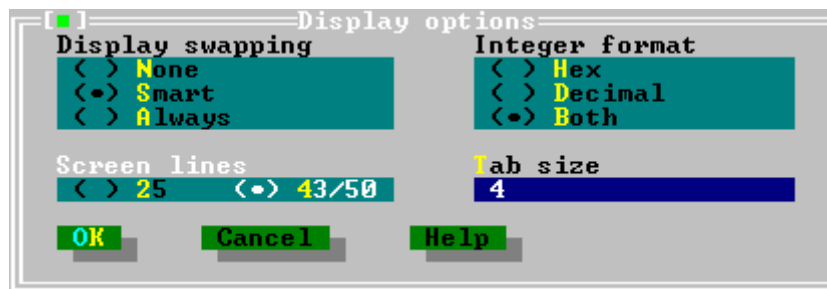 [■] Display options
Display swapping
( ) None
(•) Smart
( ) Always
Integer format
( ) Hex
( ) Decimal
(•) Both
Screen lines
( ) 25 (•) 43/50
Tab size
4
OK Cancel Help